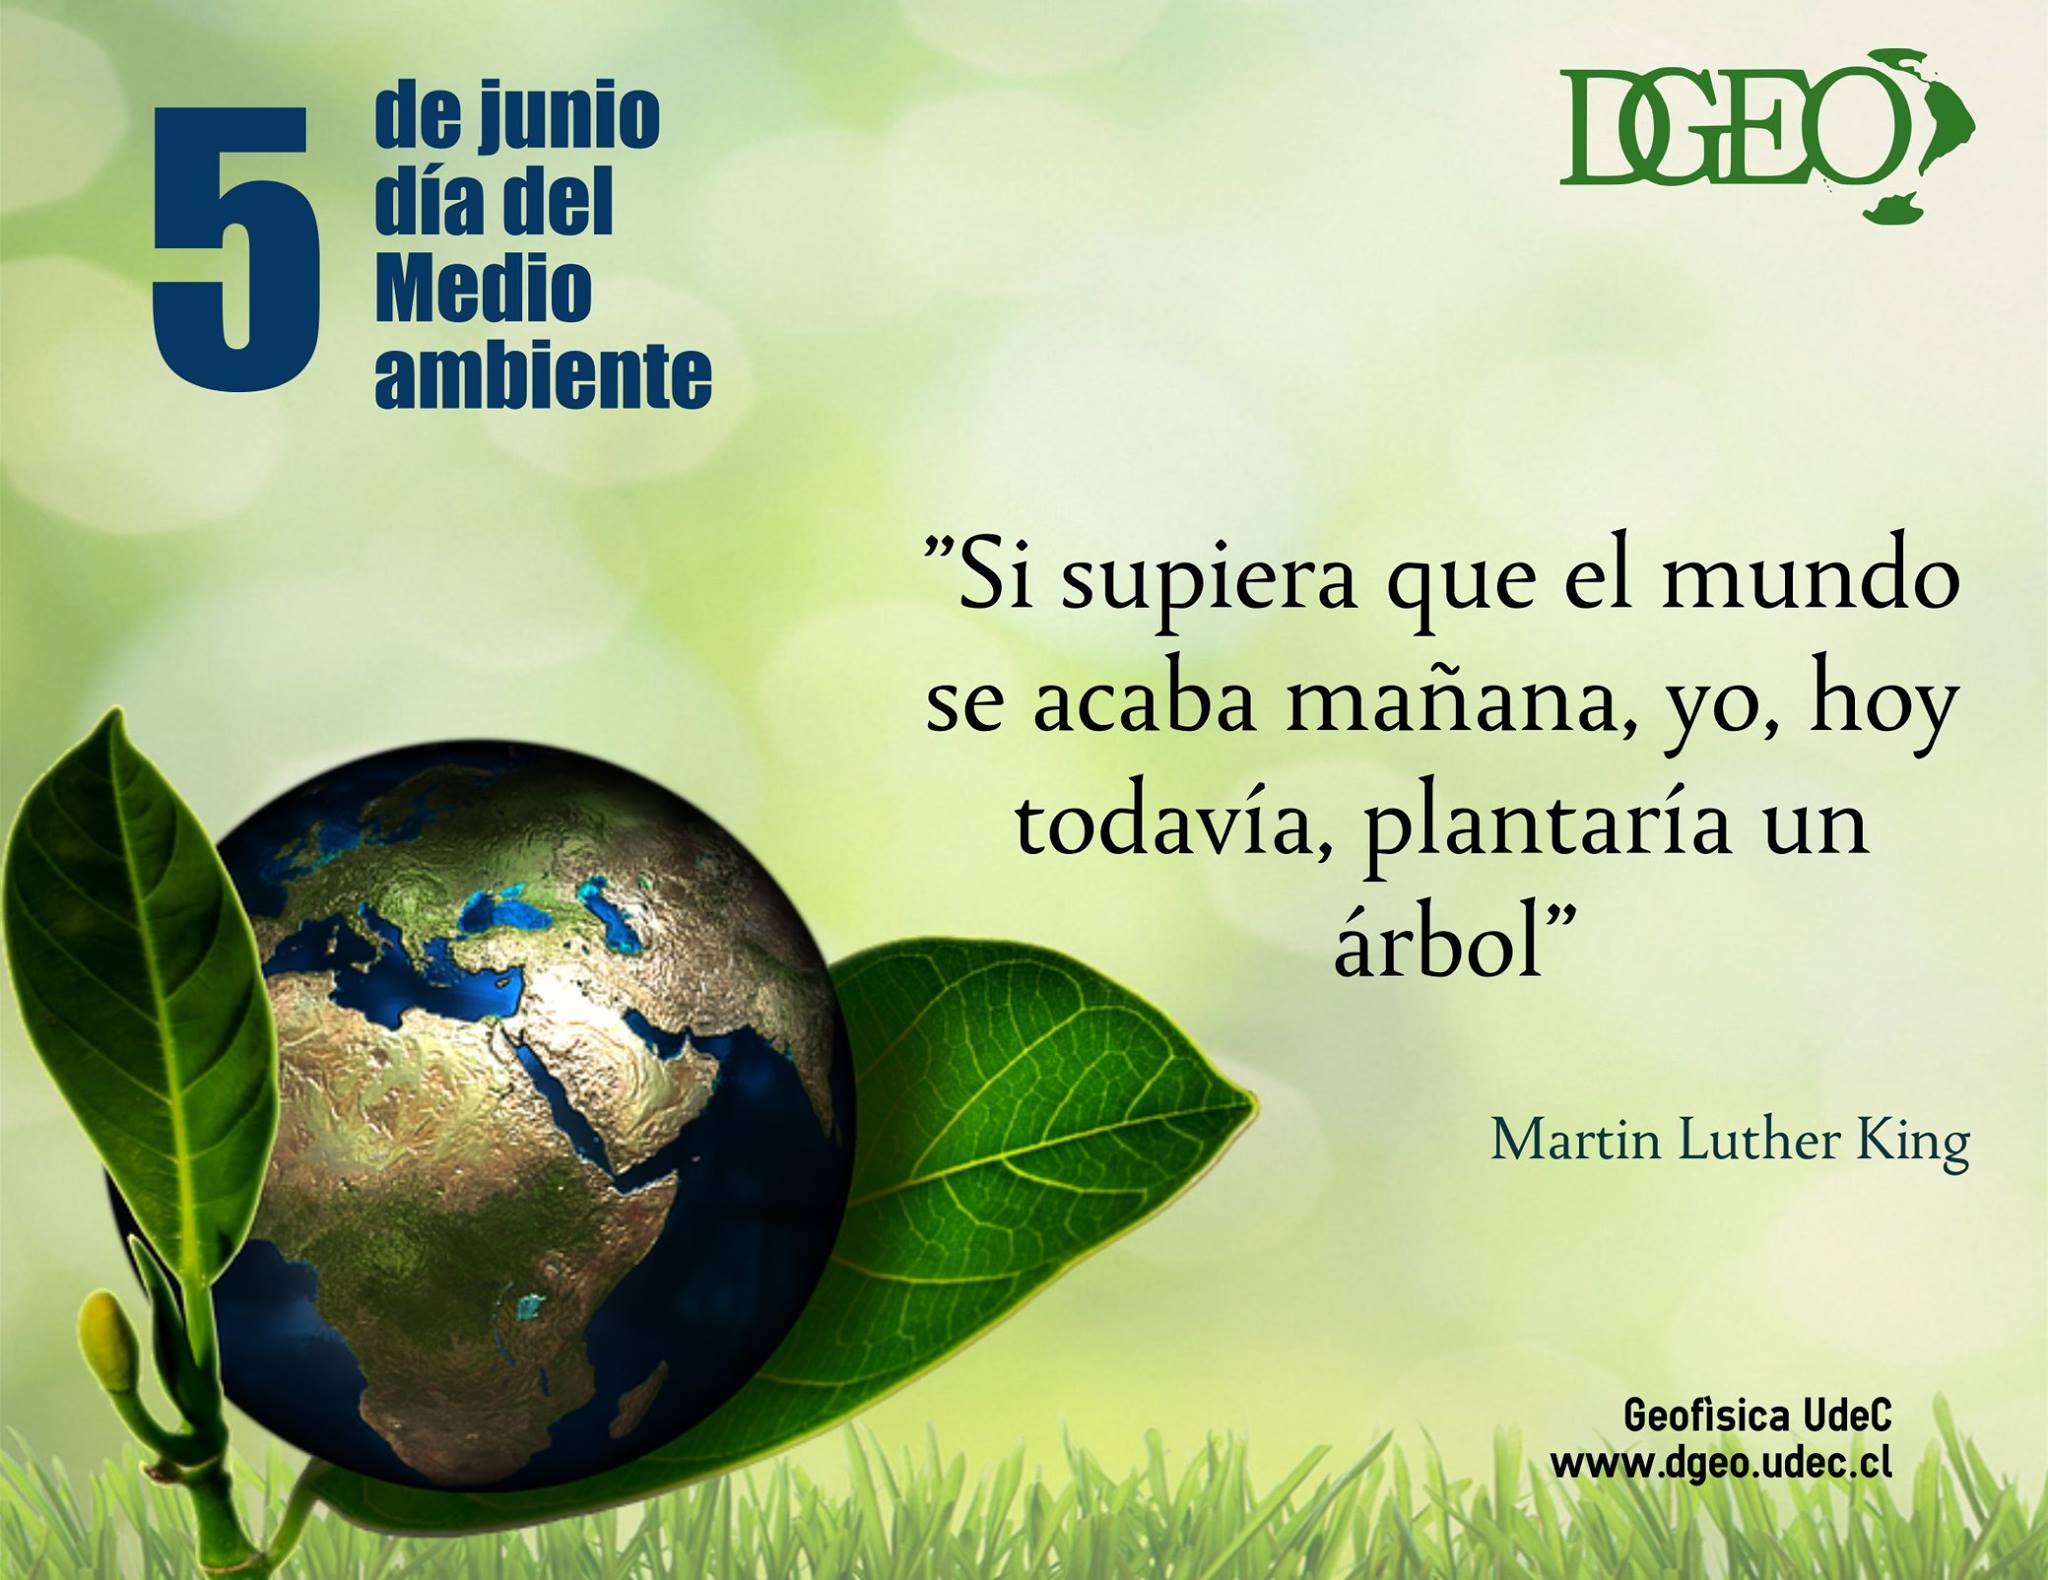 5
de junio
día del
Medio
ambiente
DGEO
”Si supiera que el mundo
se acaba mañana, yo, hoy
todavía, plantaría un
árbol”
Martin Luther King
Geofìsica UdeC
www.dgeo.udec.cl